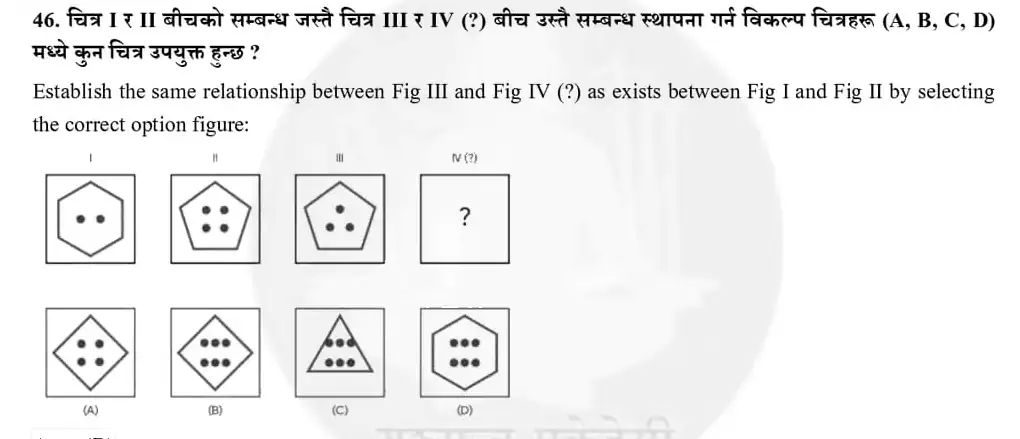 46. चित्र I र II बीचको सम्बन्ध जस्तै चित्र III र IV (?) बीच उस्तै सम्बन्ध स्थापना गर्न विकल्प चित्रहरू (A, B, C, D)
मध्ये कुन चित्र उपयुक्त हुन्छ ?
Establish the same relationship between Fig III and Fig IV (?) as exists between Fig I and Fig II by selecting
the correct option figure:
I II III IV (?)
?
(A) (B) (C) (D)